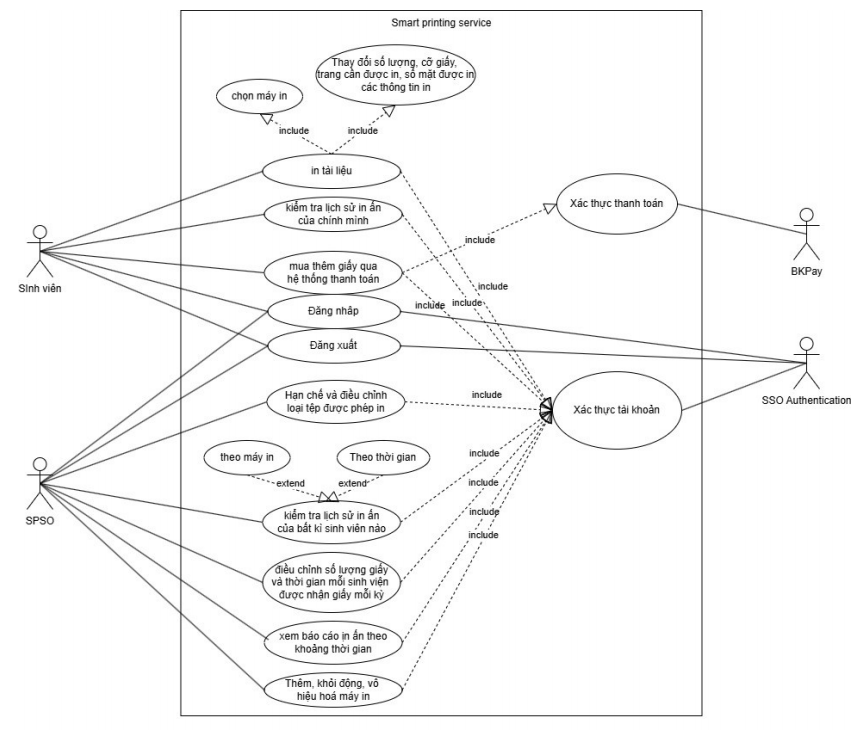 Smart printing service
Thay đổi số lượng, cỡ giấy,
trang cần được in, số mặt được in
các thông tin in
chọn máy in
include
include
in tài liệu
kiểm tra lịch sử in ấn
của chính mình
Xác thực thanh toán
include
mua thêm giấy qua
hệ thống thanh toán
include
include
include
Sinh viên
BKPay
Đăng nhập
Đăng xuất
SSO Authentication
Hạn chế và điều chỉnh
loại tệp được phép in
include
Xác thực tài khoản
theo máy in
Theo thời gian
extend
extend
include
kiểm tra lịch sử in ấn
của bất kì sinh viên nào
include
include
include
SPSO
điều chỉnh số lượng giấy
và thời gian mỗi sinh viện
được nhận giấy mỗi kỳ
xem báo cáo in ấn theo
khoảng thời gian
Thêm, khỏi động, vô
hiệu hoá máy in